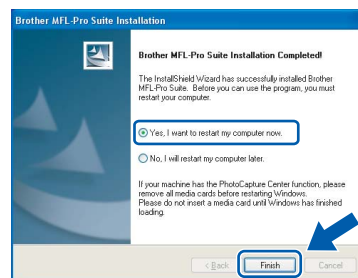 Brother MFL-Pro Suite Installation
Brother MFL-Pro Suite Installation Completed!
The InstallShield Wizard has successfully installed Brother
MFL-Pro Suite. Before you can use the program, you must
restart your computer.
Yes, I want to restart my computer now.
No, I will restart my computer later.
If your machine has the PhotoCapture Center function, please
remove all media cards before restarting Windows.
Please do not insert a media card until Windows has finished
loading.
< Back Finish Cancel